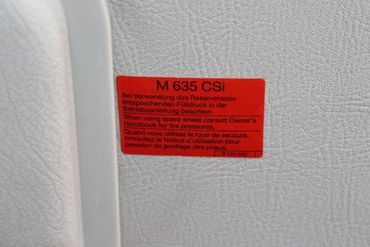 M 635 CSI
Bei Verwendung des Reserverades
entsprechenden Fülldruck in der
Betriebsanleitung beachten.
When using spare wheel consult Owner's
Handbook for tire pressures.
Quand vous utilisez la roue de secours,
consultez la Notice d'utilisation pour
pression de gonflage des pneus.